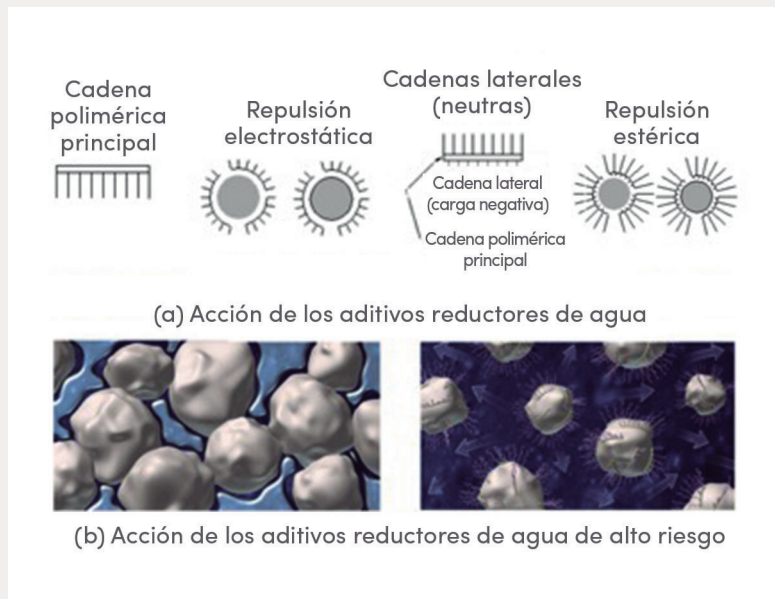 Cadena
polimérica
principal
Repulsión
electrostática
Cadenas laterales
(neutras)
Cadena lateral
(carga negativa)
Cadena polimérica
principal
Repulsión
estérica
(a) Acción de los aditivos reductores de agua
(b) Acción de los aditivos reductores de agua de alto riesgo